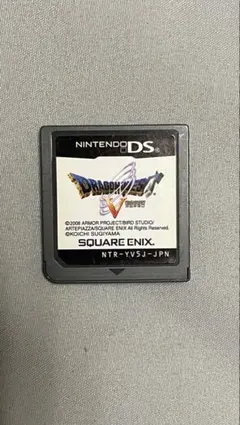 NINTENDO DS
DRAGON QUEST
V
©2008 ARMOR PROJECT/BIRD STUDIO/
ARTEPIAZZA/SQUARE ENIX All Rights Reserved.
©KOICHI SUGIYAMA
SQUARE ENIX.
NTR-YV5J-JPN